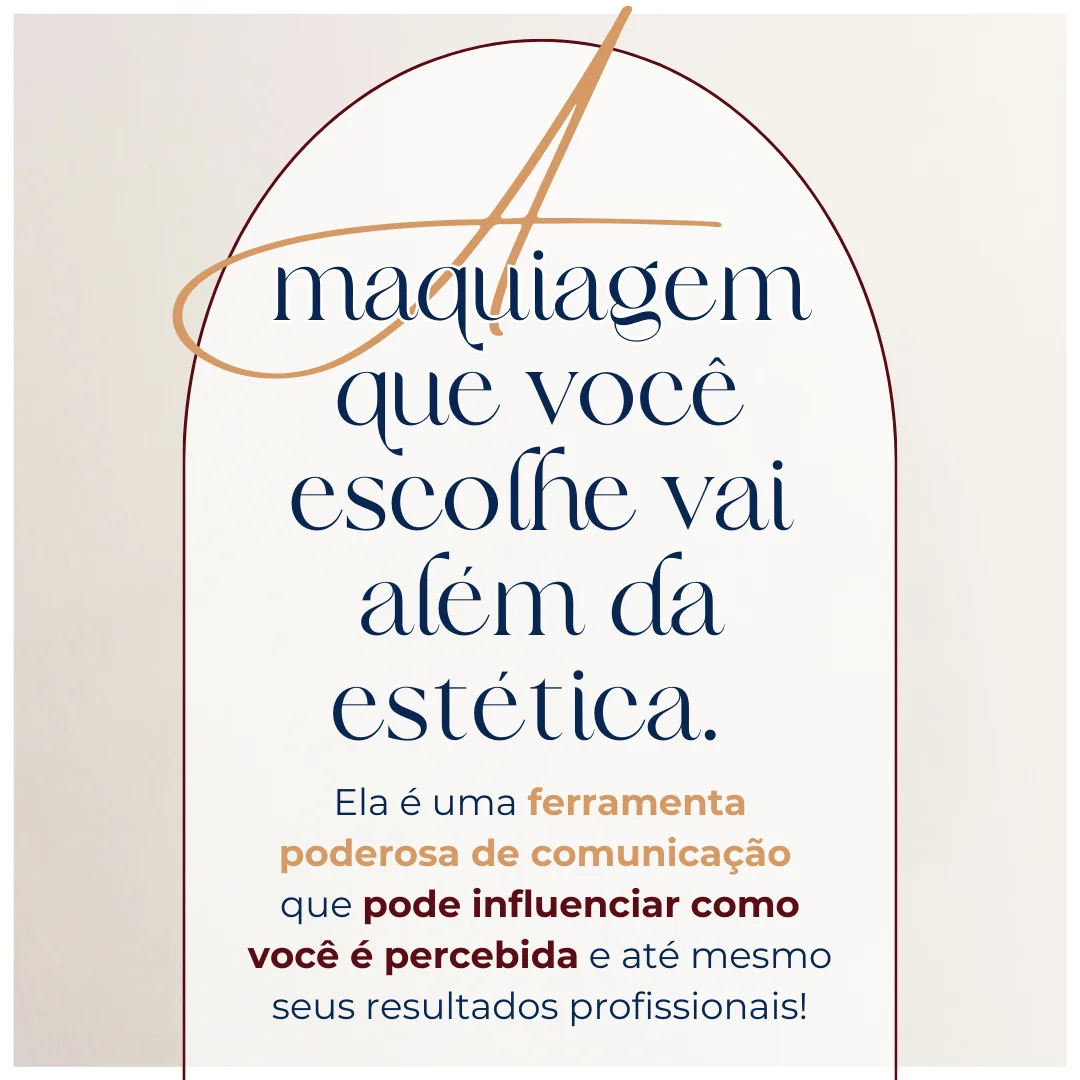 A
maquiagem
que você
escolhe vai
além da
estética.
Ela é uma ferramenta
poderosa de comunicação
que pode influenciar como
você é percebida e até mesmo
seus resultados profissionais!